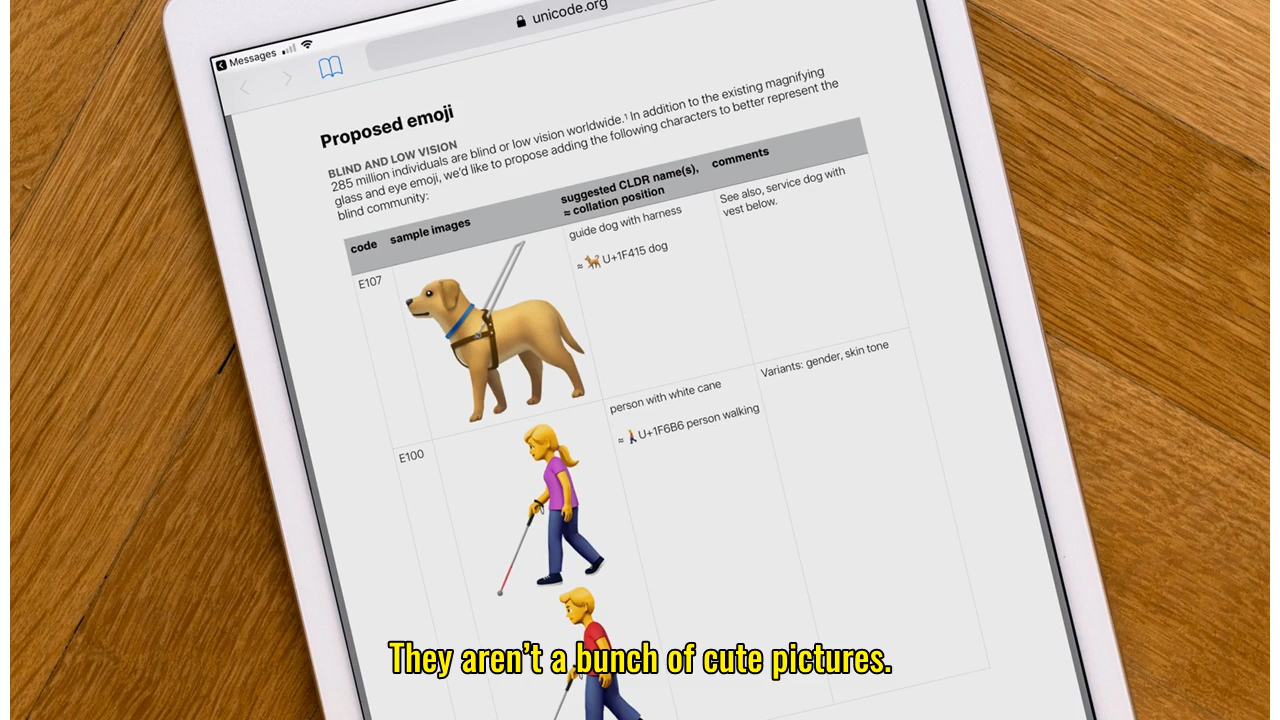 Messages
unicode.org
Proposed emoji
BLIND AND LOW VISION
285 million individuals are blind or low vision worldwide.¹ In addition to the existing magnifying
glass and eye emoji, we'd like to propose adding the following characters to better represent the
blind community:
code sample images suggested CLDR name(s), comments
≈ collation position
E107 guide dog with harness See also, service dog with
vest below.
≈ 🐕 U+1F415 dog
E100 person with white cane Variants: gender, skin tone
≈ 🚶 U+1F6B6 person walking
They aren’t a bunch of cute pictures.